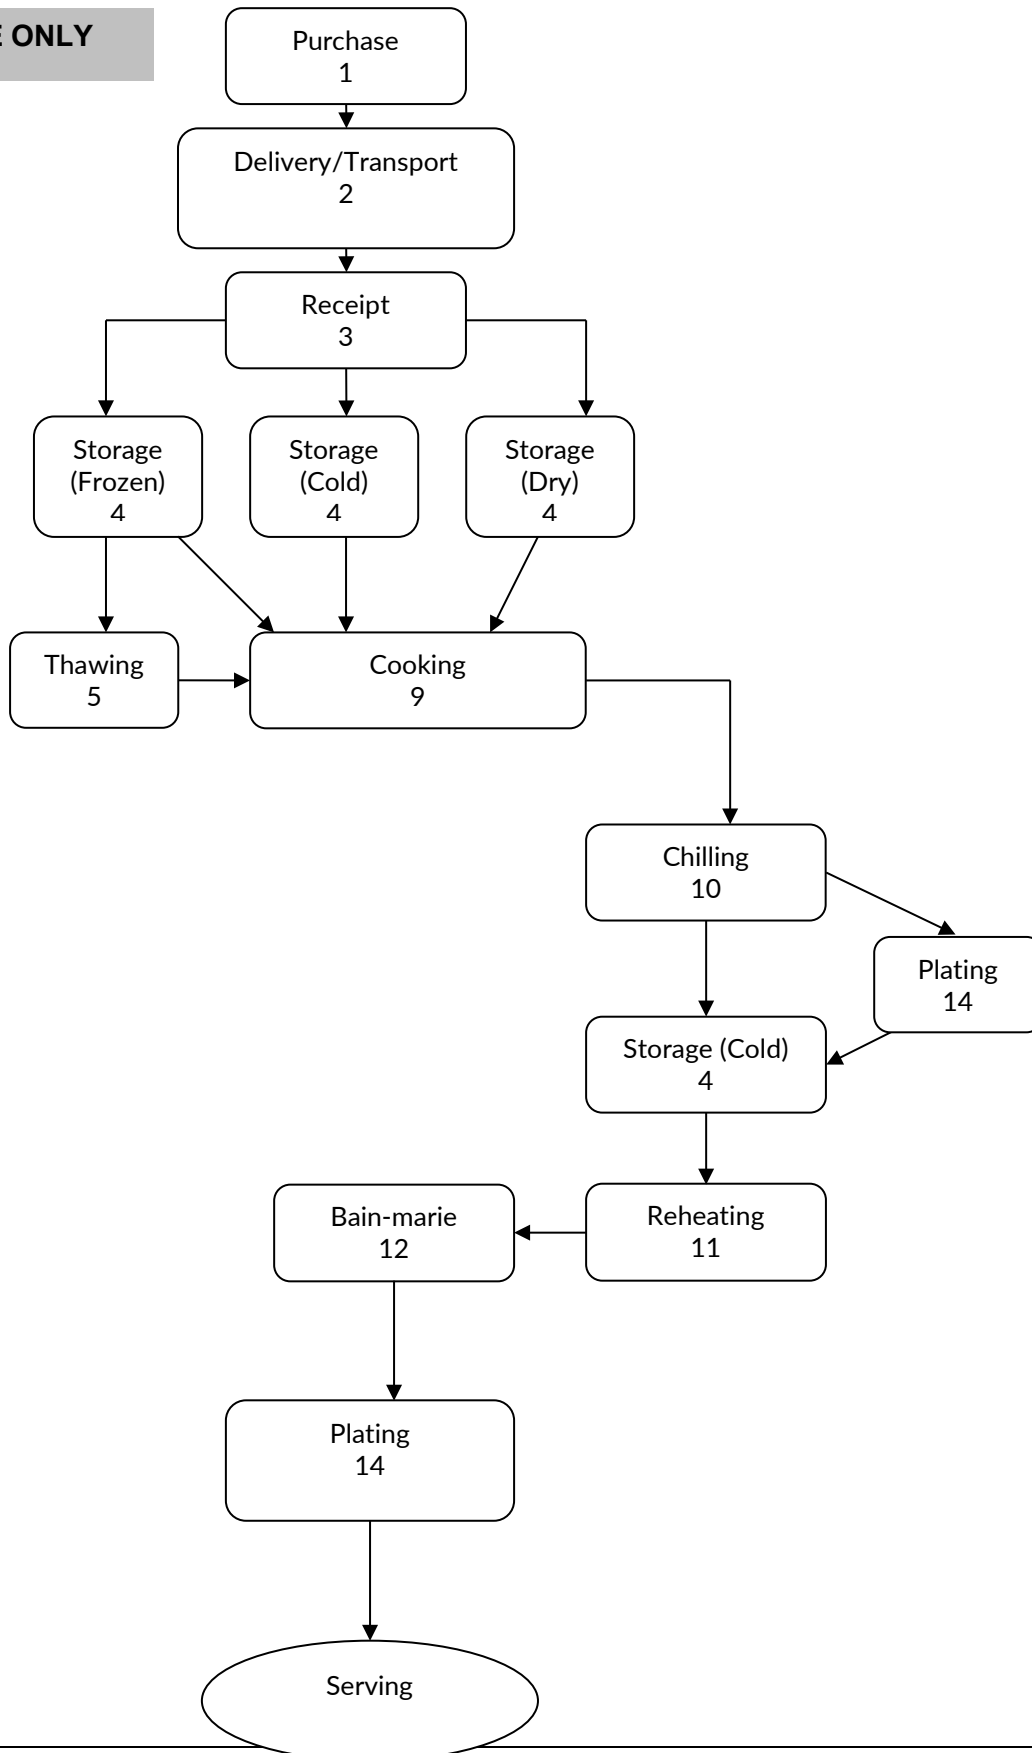 ONLY
Purchase
1
Delivery/Transport
2
Receipt
3
Storage
(Frozen)
4
Storage
(Cold)
4
Storage
(Dry)
4
Thawing
5
Cooking
9
Chilling
10
Plating
14
Storage (Cold)
4
Bain-marie
12
Reheating
11
Plating
14
Serving